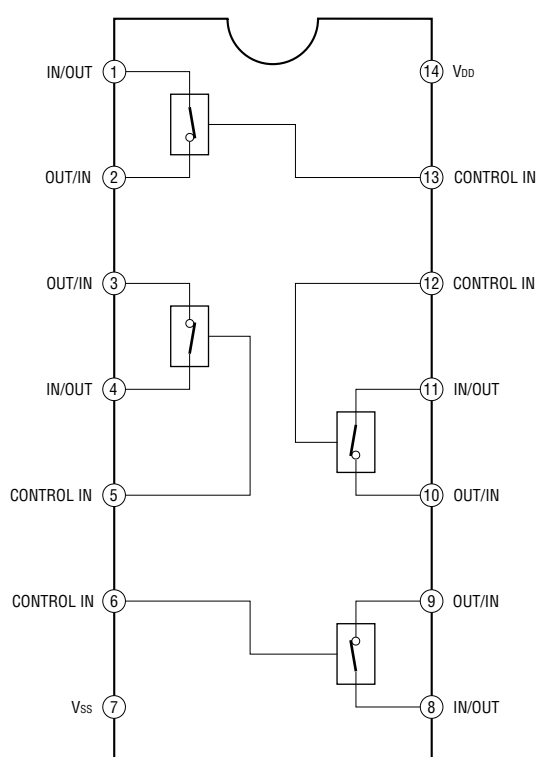 IN/OUT 1
14 VDD
OUT/IN 2
13 CONTROL IN
OUT/IN 3
12 CONTROL IN
IN/OUT 4
11 IN/OUT
CONTROL IN 5
10 OUT/IN
CONTROL IN 6
9 OUT/IN
VSS 7
8 IN/OUT